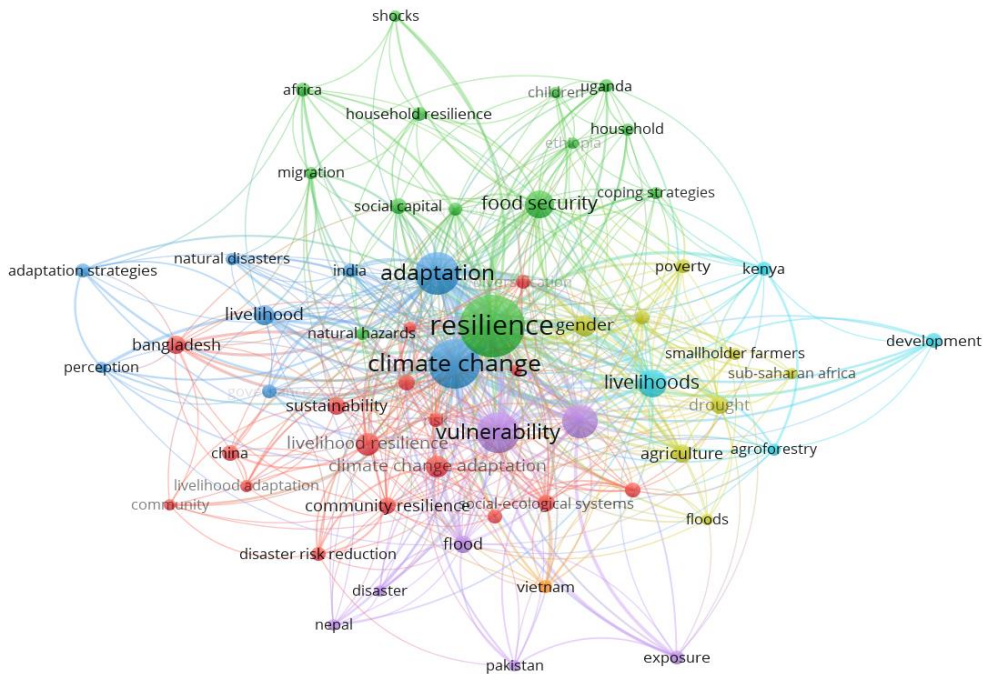 shocks
africa
children
uganda
household resilience
household
ethiopia
migration
coping strategies
social capital
food security
natural disasters
adaptation strategies
india
adaptation
poverty
kenya
diversification
livelihood
resilience
gender
natural hazards
bangladesh
development
smallholder farmers
perception
climate change
sub-saharan africa
livelihoods
sustainability
drought
vulnerability
livelihood resilience
china
agriculture
agroforestry
climate change adaptation
livelihood adaptation
community
community resilience
social-ecological systems
floods
flood
disaster risk reduction
vietnam
disaster
nepal
exposure
pakistan